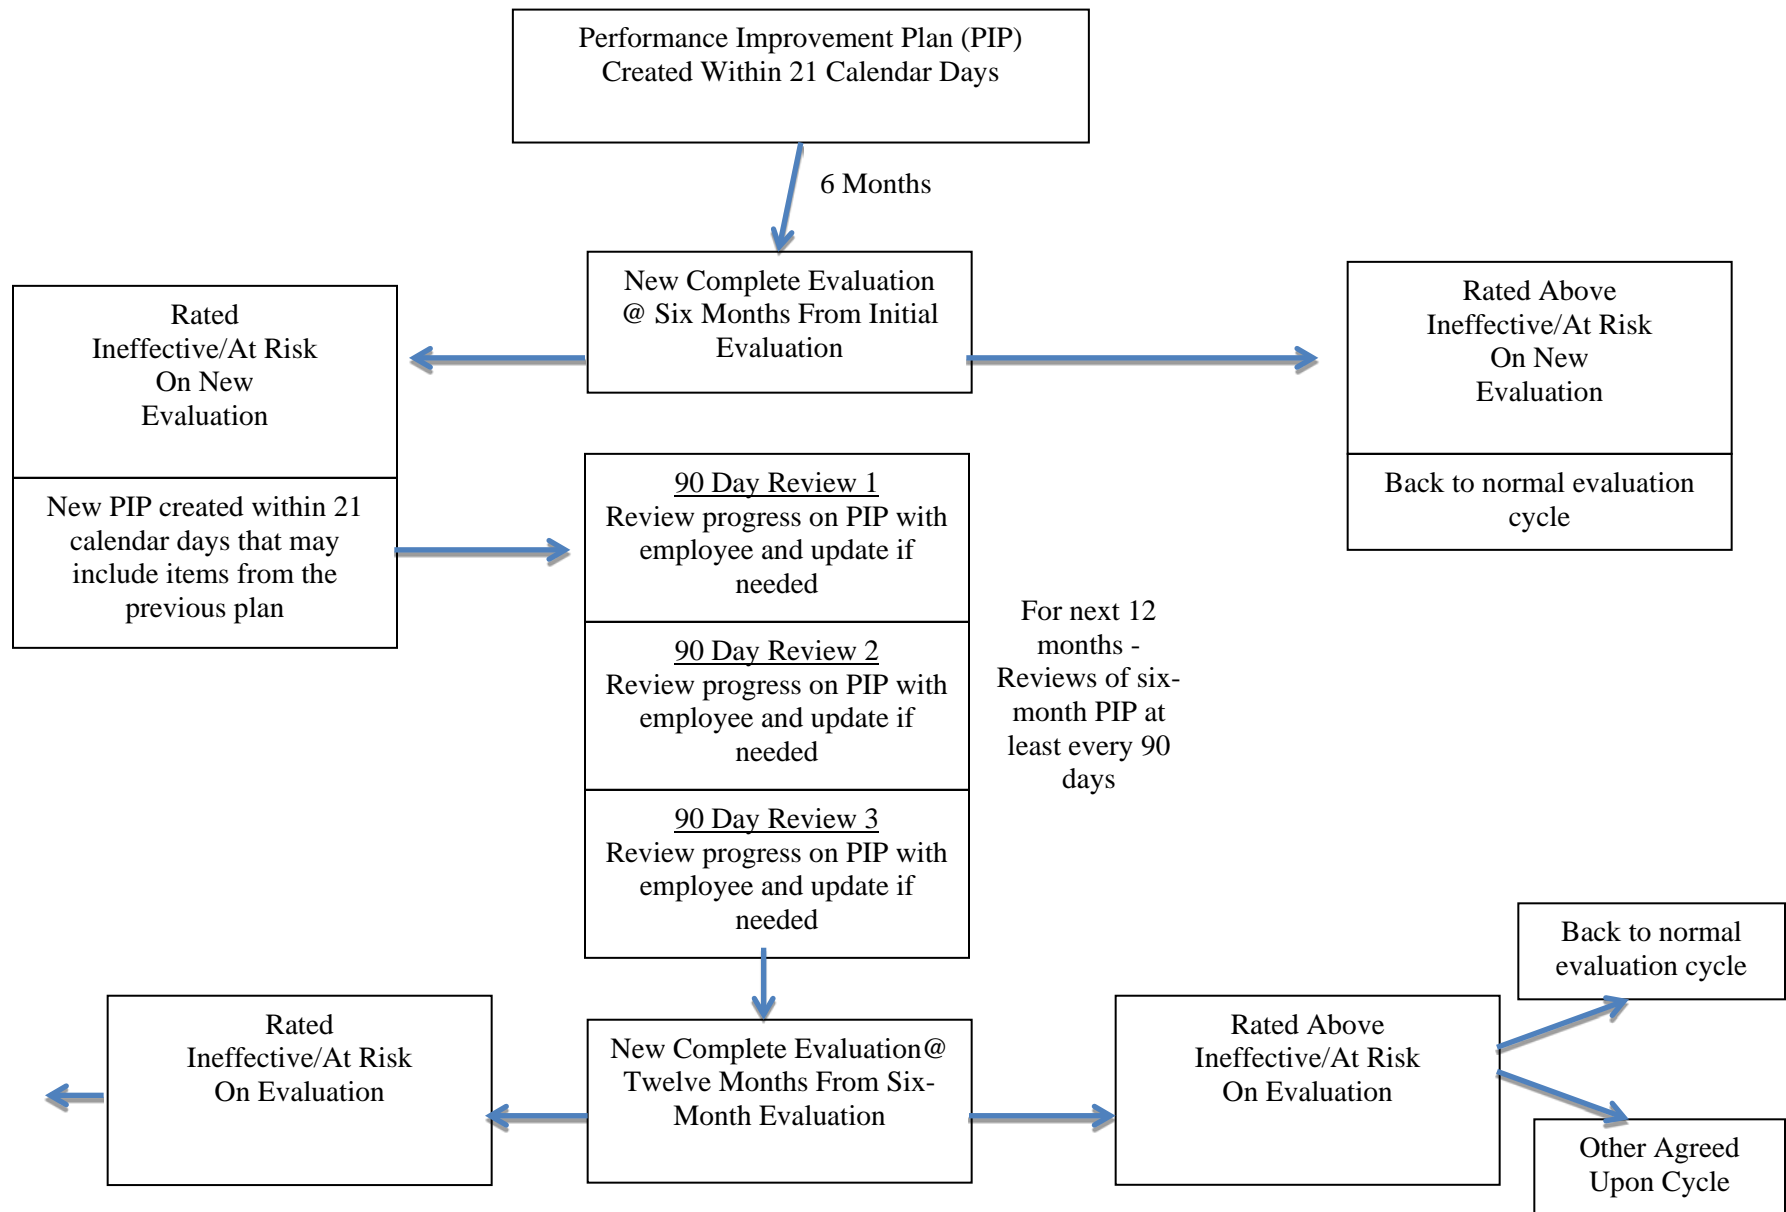 Performance Improvement Plan (PIP)
Created Within 21 Calendar Days
6 Months
New Complete Evaluation
@ Six Months From Initial
Evaluation
Rated
Ineffective/At Risk
On New
Evaluation
Rated Above
Ineffective/At Risk
On New
Evaluation
New PIP created within 21
calendar days that may
include items from the
previous plan
90 Day Review 1
Review progress on PIP with
employee and update if
needed
90 Day Review 2
Review progress on PIP with
employee and update if
needed
90 Day Review 3
Review progress on PIP with
employee and update if
needed
Back to normal evaluation
cycle
For next 12
months -
Reviews of six-
month PIP at
least every 90
days
Rated
Ineffective/At Risk
On Evaluation
New Complete Evaluation@
Twelve Months From Six-
Month Evaluation
Rated Above
Ineffective/At Risk
On Evaluation
Back to normal
evaluation cycle
Other Agreed
Upon Cycle